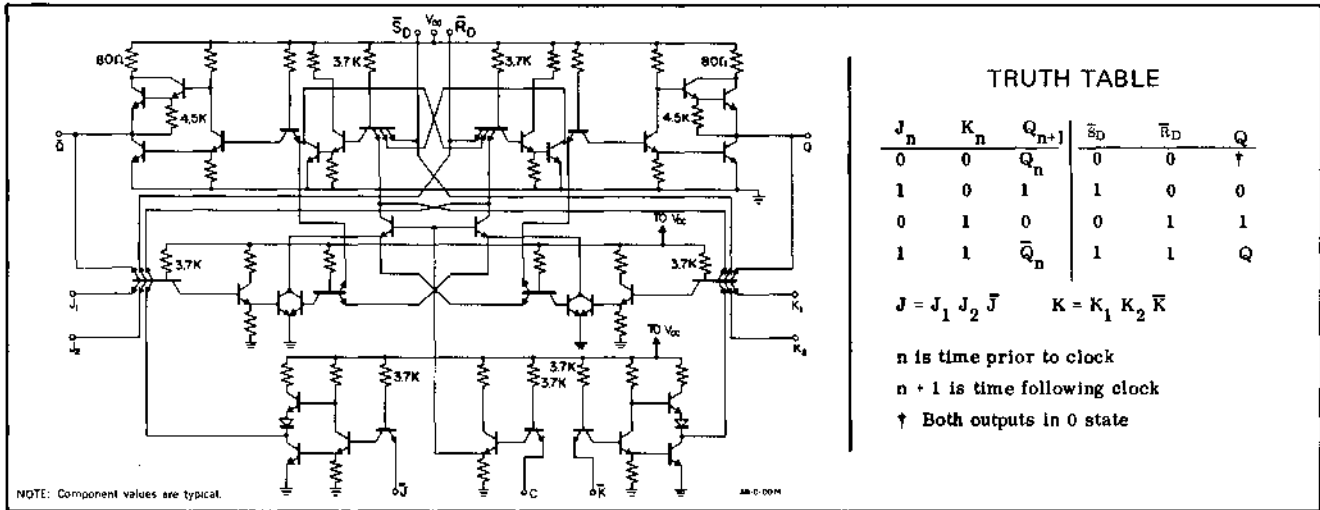 S̅D VCC R̅D
80Ω 3.7K 3.7K 80Ω
4.5K 4.5K
Q̅ Q
TO VCC
3.7K 3.7K
J1 K1
J2 K2
TO VCC
3.7K 3.7K 3.7K
J̅ C K̅
NOTE: Component values are typical.
TRUTH TABLE
Jn Kn Qn+1 S̅D R̅D Q
0 0 Qn 0 0 †
1 0 1 1 0 0
0 1 0 0 1 1
1 1 Q̅n 1 1 Q
J = J1 J2 J̅ K = K1 K2 K̅
n is time prior to clock
n + 1 is time following clock
† Both outputs in 0 state